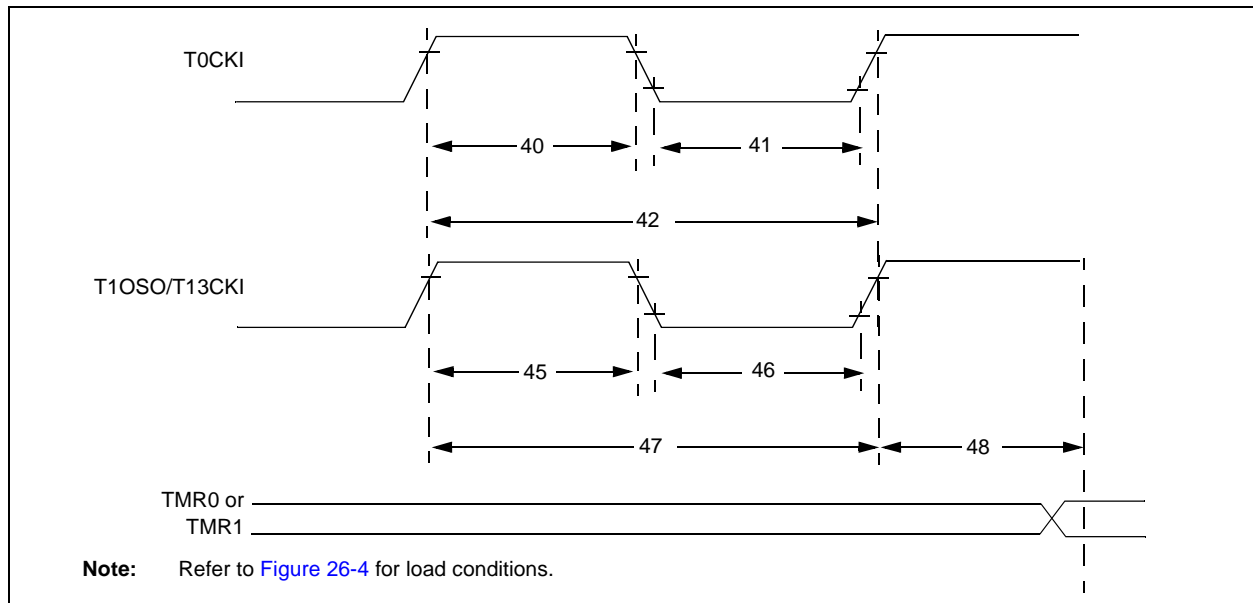 T0CKI
40
41
42
T1OSO/T13CKI
45
46
47
48
TMR0 or
TMR1
Note: Refer to Figure 26-4 for load conditions.